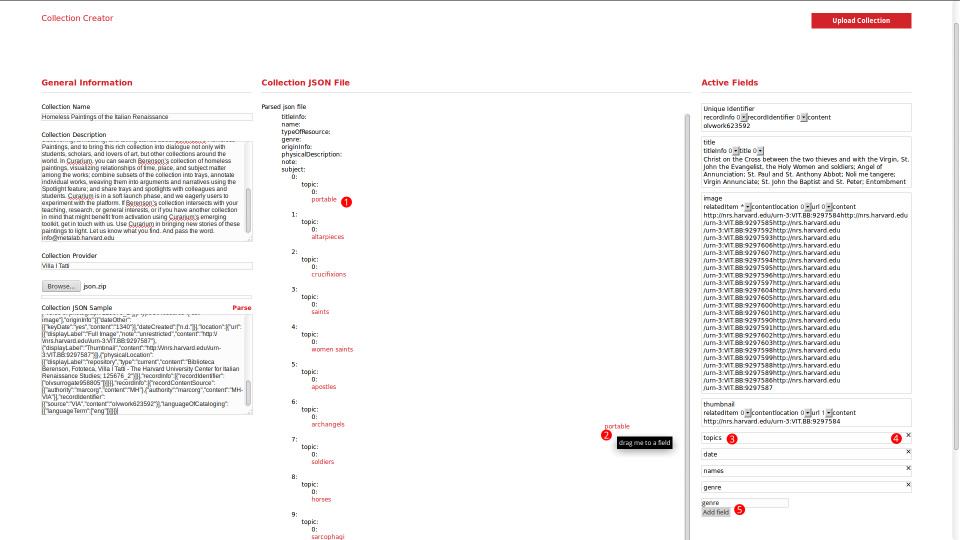 Collection Creator
Upload Collection
General Information
Collection Name
Homeless Paintings of the Italian Renaissance
Collection Description
Paintings, and to bring this rich collection into dialogue not only with
students, scholars, and lovers of art, but other collections around the
world. In Curarium, you can search Berenson's collection of homeless
paintings, visualizing relationships of time, place, and subject matter
among the works; combine subsets of the collection into trays, annotate
individual works, weaving them into arguments and narratives using the
Spotlight feature; and share trays and spotlights with colleagues and
students. Curarium is in a soft launch phase, and we eagerly users to
experiment with the platform. If Berenson's collection intersects with your
teaching, research, or general interests, or if you have another collection
in mind that might benefit from activation using Curarium's emerging
toolkit, get in touch with us. Use Curarium in bringing new stories of these
paintings to light. Let us know what you find. And pass the word.
info@metalab.harvard.edu
Collection Provider
Villa I Tatti
Browse... json.zip
Collection JSON Sample Parse
image"},"originInfo":[{"dateOther":
[{"keyDate":"yes","content":"1340"}]},"dateCreated":["n.d."]}],"location":[{"url":
[{"displayLabel":"Full Image","note":"unrestricted","content":"http:/
/nrs.harvard.edu/urn-3:VIT.BB:9297587"},
{"displayLabel":"Thumbnail","content":"http://nrs.harvard.edu/urn-
3:VIT.BB:9297587"}]},{"physicalLocation":
[{"displayLabel":"repository","type":"current","content":"Biblioteca
Berenson, Fototeca, Villa I Tatti - The Harvard University Center for Italian
Renaissance Studies; 125676_2"}]}],"recordInfo":[{"recordIdentifier":
["olvsurrogate958805"]}]}],"recordInfo":[{"recordContentSource":
[{"authority":"marcorg","content":"MH"},{"authority":"marcorg","content":"MH-
VIA"}],"recordIdentifier":
[{"source":"VIA","content":"olvwork623592"}],"languageOfCataloging":
[{"languageTerm":["eng"]}]}]}
Collection JSON File
Parsed json file
titleInfo:
name:
typeOfResource:
genre:
originInfo:
physicalDescription:
note:
subject:
0:
topic:
0:
portable 1
1:
topic:
0:
altarpieces
2:
topic:
0:
crucifixions
3:
topic:
0:
saints
4:
topic:
0:
women saints
5:
topic:
0:
apostles
6:
topic:
0:
archangels
7:
topic:
0:
soldiers
8:
topic:
0:
horses
9:
topic:
0:
sarcophagi
portable
2
drag me to a field
Active Fields
Unique Identifier
recordInfo 0 recordIdentifier 0 content
olvwork623592
title
titleInfo 0 title 0
Christ on the Cross between the two thieves and with the Virgin, St.
John the Evangelist, the Holy Women and soldiers; Angel of
Annunciation; St. Paul and St. Anthony Abbot; Noli me tangere;
Virgin Annunciate; St. John the Baptist and St. Peter; Entombment
image
relatedItem * contentlocation 0 url 0 content
http://nrs.harvard.edu/urn-3:VIT.BB:9297584http://nrs.harvard.edu
/urn-3:VIT.BB:9297585http://nrs.harvard.edu
/urn-3:VIT.BB:9297592http://nrs.harvard.edu
/urn-3:VIT.BB:9297593http://nrs.harvard.edu
/urn-3:VIT.BB:9297606http://nrs.harvard.edu
/urn-3:VIT.BB:9297607http://nrs.harvard.edu
/urn-3:VIT.BB:9297594http://nrs.harvard.edu
/urn-3:VIT.BB:9297595http://nrs.harvard.edu
/urn-3:VIT.BB:9297596http://nrs.harvard.edu
/urn-3:VIT.BB:9297604http://nrs.harvard.edu
/urn-3:VIT.BB:9297605http://nrs.harvard.edu
/urn-3:VIT.BB:9297600http://nrs.harvard.edu
/urn-3:VIT.BB:9297601http://nrs.harvard.edu
/urn-3:VIT.BB:9297590http://nrs.harvard.edu
/urn-3:VIT.BB:9297591http://nrs.harvard.edu
/urn-3:VIT.BB:9297602http://nrs.harvard.edu
/urn-3:VIT.BB:9297603http://nrs.harvard.edu
/urn-3:VIT.BB:9297598http://nrs.harvard.edu
/urn-3:VIT.BB:9297599http://nrs.harvard.edu
/urn-3:VIT.BB:9297588http://nrs.harvard.edu
/urn-3:VIT.BB:9297589http://nrs.harvard.edu
/urn-3:VIT.BB:9297586http://nrs.harvard.edu
/urn-3:VIT.BB:9297587
thumbnail
relatedItem 0 contentlocation 0 url 1 content
http://nrs.harvard.edu/urn-3:VIT.BB:9297584
topics 3 4 ×
date ×
names ×
genre ×
genre
Add field 5